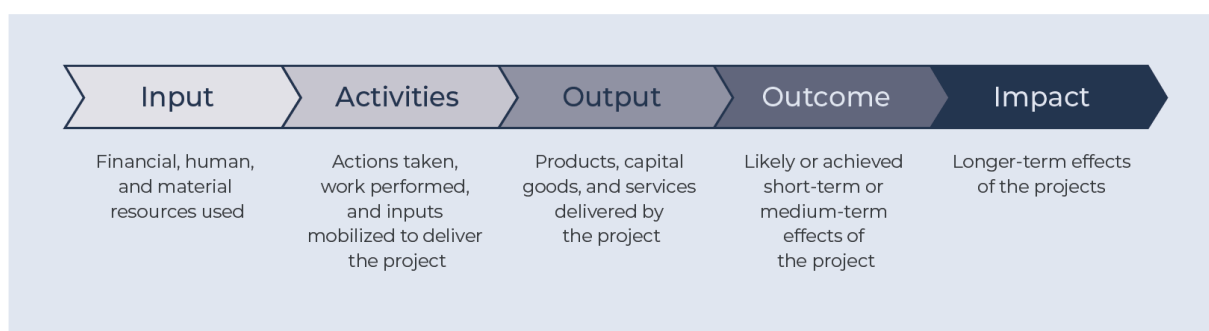 Input
Activities
Output
Outcome
Impact
Financial, human,
and material
resources used
Actions taken,
work performed,
and inputs
mobilized to deliver
the project
Products, capital
goods, and services
delivered by
the project
Likely or achieved
short-term or
medium-term
effects of
the project
Longer-term effects
of the projects